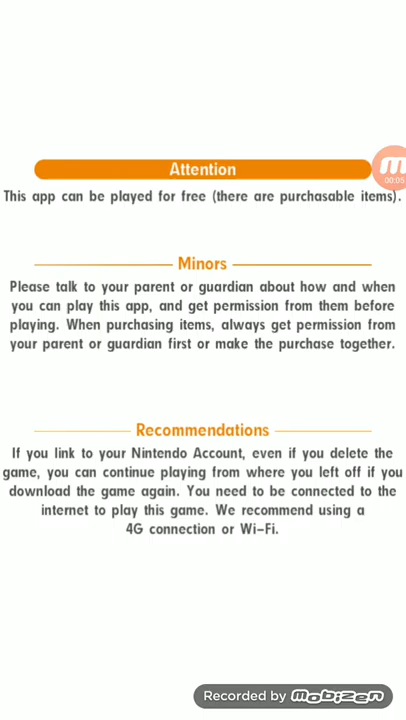 Attention
00:05
This app can be played for free (there are purchasable items).
Minors
Please talk to your parent or guardian about how and when
you can play this app, and get permission from them before
playing. When purchasing items, always get permission from
your parent or guardian first or make the purchase together.
Recommendations
If you link to your Nintendo Account, even if you delete the
game, you can continue playing from where you left off if you
download the game again. You need to be connected to the
internet to play this game. We recommend using a
4G connection or Wi-Fi.
Recorded by mobizen